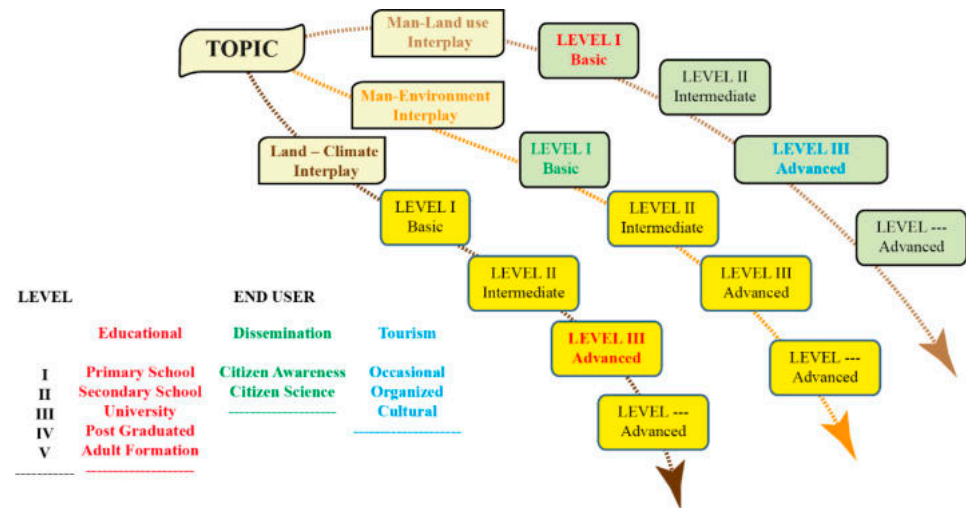 TOPIC
Man-Land use
Interplay
LEVEL I
Basic
LEVEL II
Intermediate
LEVEL III
Advanced
LEVEL ---
Advanced
Man-Environment
Interplay
LEVEL I
Basic
LEVEL II
Intermediate
LEVEL III
Advanced
LEVEL ---
Advanced
Land – Climate
Interplay
LEVEL I
Basic
LEVEL II
Intermediate
LEVEL III
Advanced
LEVEL ---
Advanced
LEVEL END USER
Educational Dissemination Tourism
I Primary School Citizen Awareness Occasional
II Secondary School Citizen Science Organized
III University Cultural
IV Post Graduated
V Adult Formation